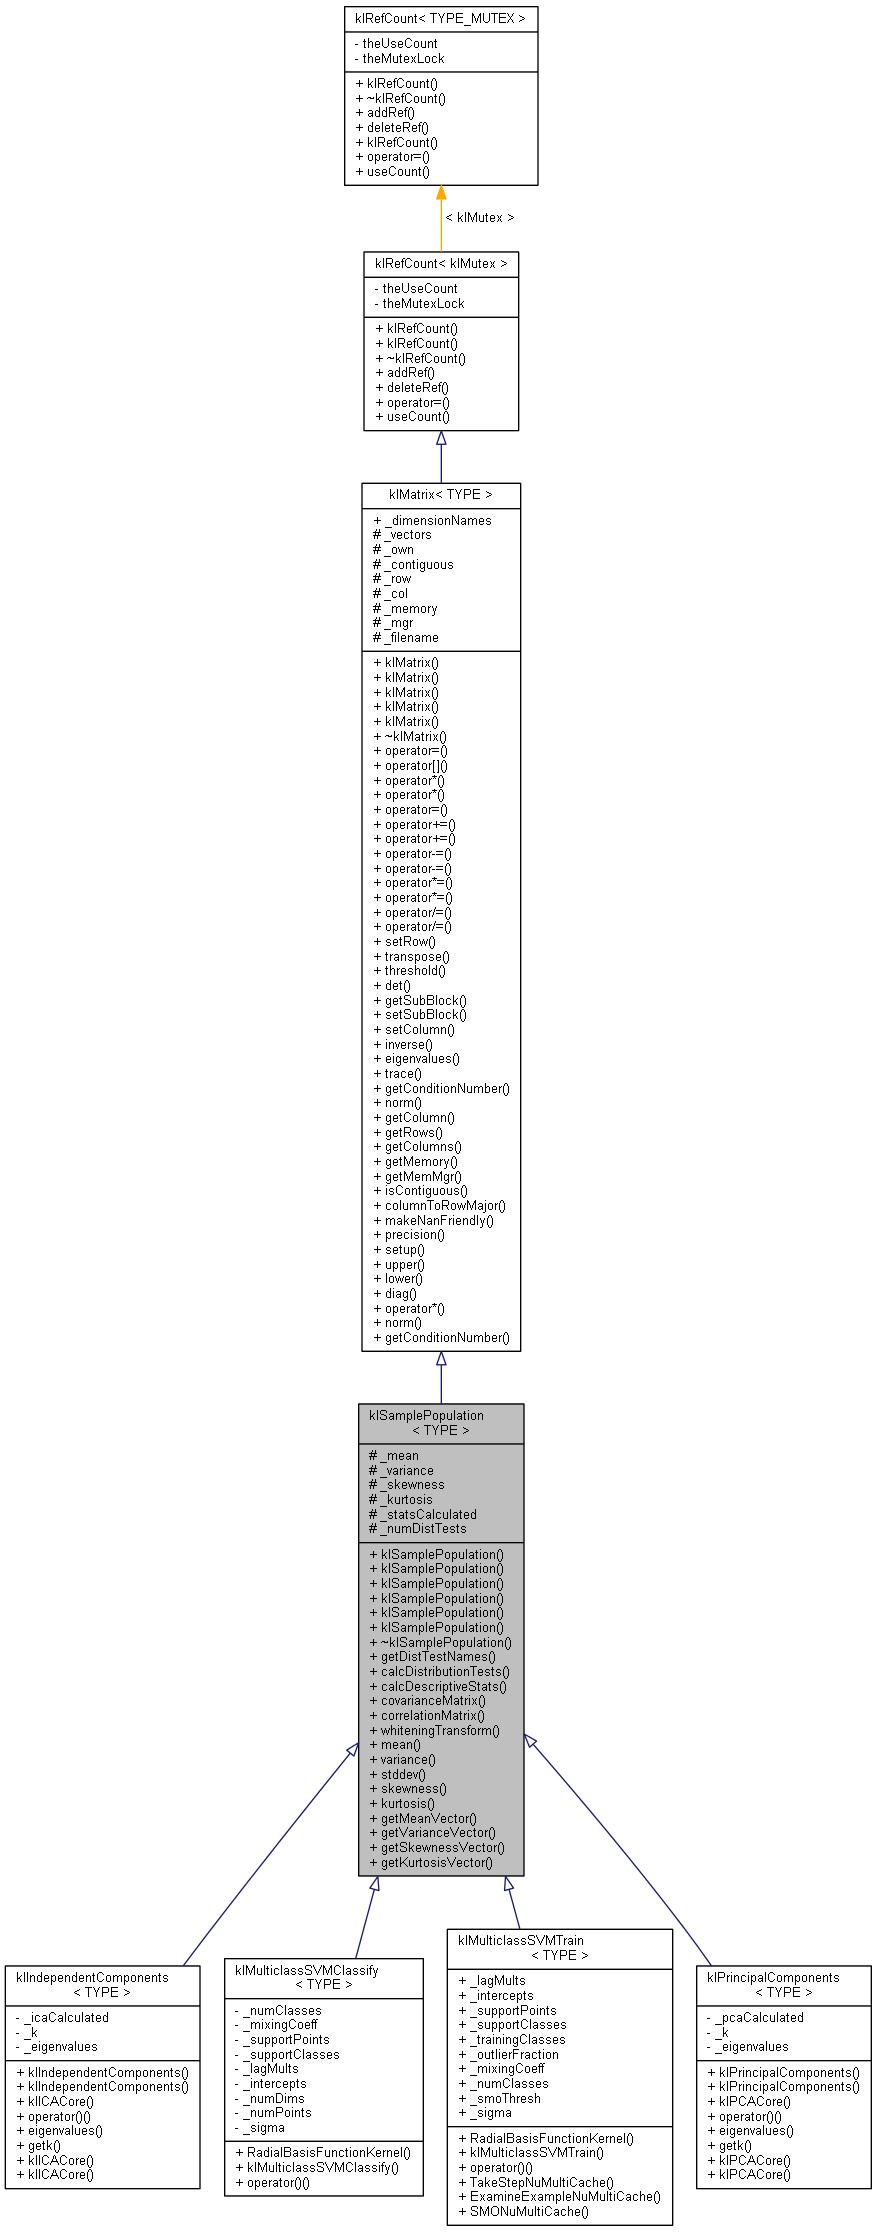 klRefCount< TYPE_MUTEX >
- theUseCount
- theMutexLock
+ klRefCount()
+ ~klRefCount()
+ addRef()
+ deleteRef()
+ klRefCount()
+ operator=()
+ useCount()
< klMutex >
klRefCount< klMutex >
- theUseCount
- theMutexLock
+ klRefCount()
+ klRefCount()
+ ~klRefCount()
+ addRef()
+ deleteRef()
+ operator=()
+ useCount()
klMatrix< TYPE >
+ _dimensionNames
# _vectors
# _own
# _contiguous
# _row
# _col
# _memory
# _mgr
# _filename
+ klMatrix()
+ klMatrix()
+ klMatrix()
+ klMatrix()
+ klMatrix()
+ ~klMatrix()
+ operator=()
+ operator[]()
+ operator*()
+ operator*()
+ operator=()
+ operator+=()
+ operator+=()
+ operator-=()
+ operator-=()
+ operator*=()
+ operator*=()
+ operator/=()
+ operator/=()
+ setRow()
+ transpose()
+ threshold()
+ det()
+ getSubBlock()
+ setSubBlock()
+ setColumn()
+ inverse()
+ eigenvalues()
+ trace()
+ getConditionNumber()
+ norm()
+ getColumn()
+ getRows()
+ getColumns()
+ getMemory()
+ getMemMgr()
+ isContiguous()
+ columnToRowMajor()
+ makeNanFriendly()
+ precision()
+ setup()
+ upper()
+ lower()
+ diag()
+ operator*()
+ norm()
+ getConditionNumber()
klSamplePopulation
< TYPE >
# _mean
# _variance
# _skewness
# _kurtosis
# _statsCalculated
# _numDistTests
+ klSamplePopulation()
+ klSamplePopulation()
+ klSamplePopulation()
+ klSamplePopulation()
+ klSamplePopulation()
+ klSamplePopulation()
+ ~klSamplePopulation()
+ getDistTestNames()
+ calcDistributionTests()
+ calcDescriptiveStats()
+ covarianceMatrix()
+ correlationMatrix()
+ whiteningTransform()
+ mean()
+ variance()
+ stddev()
+ skewness()
+ kurtosis()
+ getMeanVector()
+ getVarianceVector()
+ getSkewnessVector()
+ getKurtosisVector()
klIndependentComponents
< TYPE >
- _icaCalculated
- _k
- _eigenvalues
+ klIndependentComponents()
+ klIndependentComponents()
+ klICACore()
+ operator()()
+ eigenvalues()
+ getk()
+ klICACore()
+ klICACore()
klMulticlassSVMClassify
< TYPE >
- _numClasses
- _mixingCoeff
- _supportPoints
- _supportClasses
- _lagMults
- _intercepts
- _numDims
- _numPoints
- _sigma
+ RadialBasisFunctionKernel()
+ klMulticlassSVMClassify()
+ operator()()
klMulticlassSVMTrain
< TYPE >
+ _lagMults
+ _intercepts
+ _supportPoints
+ _supportClasses
+ _trainingClasses
+ _outlierFraction
+ _mixingCoeff
+ _numClasses
+ _smoThresh
+ _sigma
+ RadialBasisFunctionKernel()
+ klMulticlassSVMTrain()
+ operator()()
+ TakeStepNuMultiCache()
+ ExamineExampleNuMultiCache()
+ SMONuMultiCache()
klPrincipalComponents
< TYPE >
- _pcaCalculated
- _k
- _eigenvalues
+ klPrincipalComponents()
+ klPrincipalComponents()
+ klPCACore()
+ operator()()
+ eigenvalues()
+ getk()
+ klPCACore()
+ klPCACore()